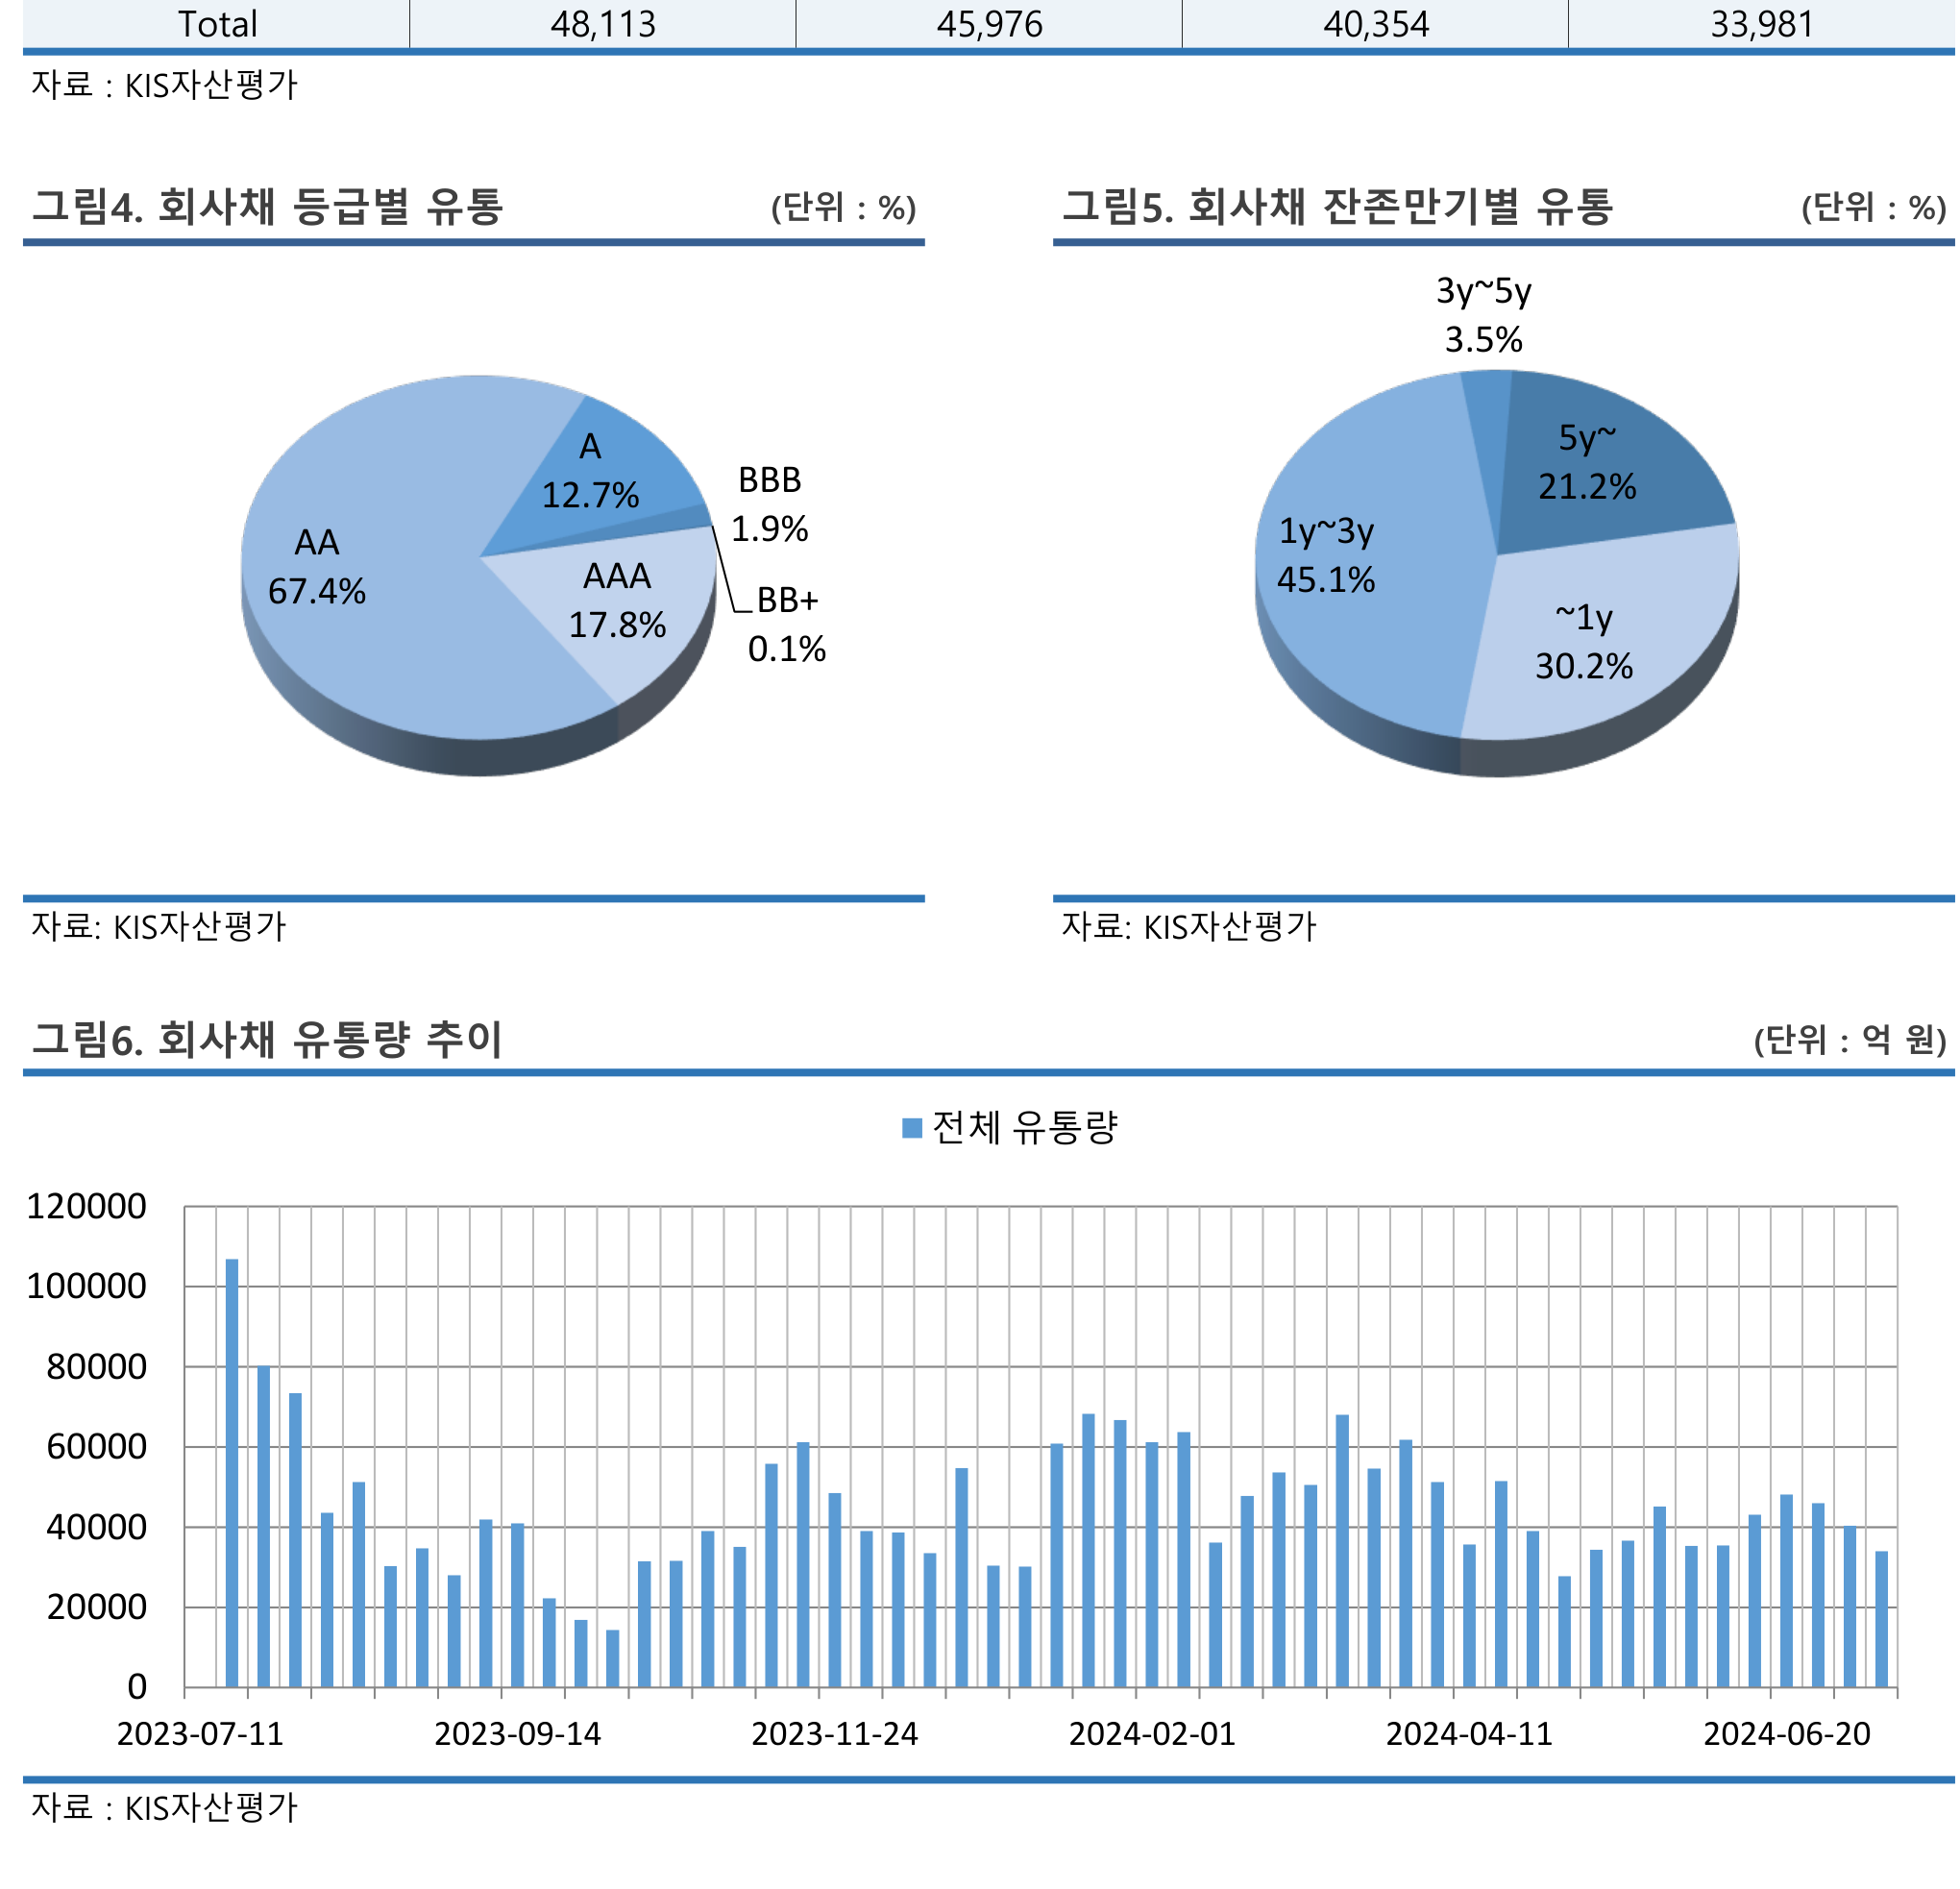 Total 48,113 45,976 40,354 33,981
자료 : KIS자산평가
그림4. 회사채 등급별 유통 (단위 : %)
AA
67.4%
A
12.7%
BBB
1.9%
AAA
17.8%
BB+
0.1%
자료: KIS자산평가
그림5. 회사채 잔존만기별 유통 (단위 : %)
3y~5y
3.5%
5y~
21.2%
1y~3y
45.1%
~1y
30.2%
자료: KIS자산평가
그림6. 회사채 유통량 추이 (단위 : 억 원)
전체 유통량
120000
100000
80000
60000
40000
20000
0
2023-07-11 2023-09-14 2023-11-24 2024-02-01 2024-04-11 2024-06-20
자료 : KIS자산평가